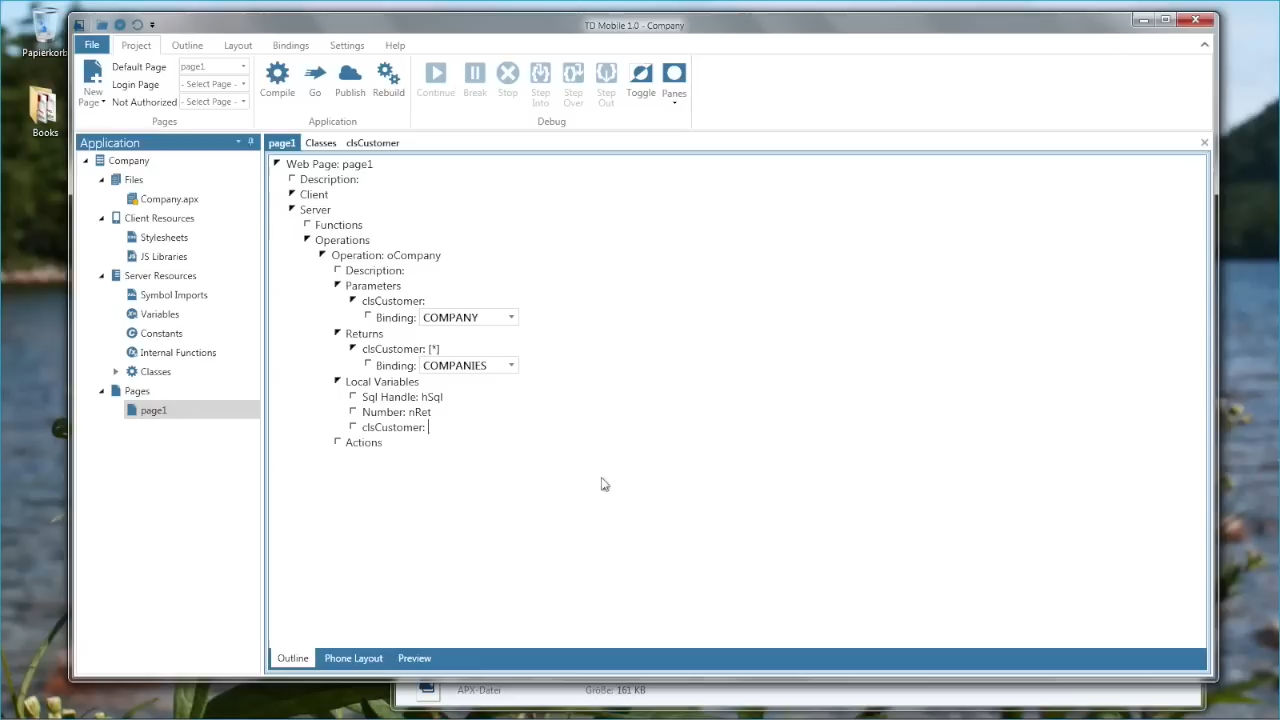 Papierkorb
Books
TD Mobile 1.0 - Company
File
Project
Outline
Layout
Bindings
Settings
Help
New
Page
Default Page
page1
Login Page
- Select Page -
Not Authorized
- Select Page -
Pages
Compile
Go
Publish
Rebuild
Application
Continue
Break
Stop
Step
Into
Step
Over
Step
Out
Toggle
Panes
Debug
Application
Company
Files
Company.apx
Client Resources
Stylesheets
JS Libraries
Server Resources
Symbol Imports
Variables
Constants
Internal Functions
Classes
Pages
page1
page1
Classes
clsCustomer
Web Page: page1
Description:
Client
Server
Functions
Operations
Operation: oCompany
Description:
Parameters
clsCustomer:
Binding: COMPANY
Returns
clsCustomer: [*]
Binding: COMPANIES
Local Variables
Sql Handle: hSql
Number: nRet
clsCustomer:
Actions
Outline
Phone Layout
Preview
APX-Datei
Größe: 161 KB